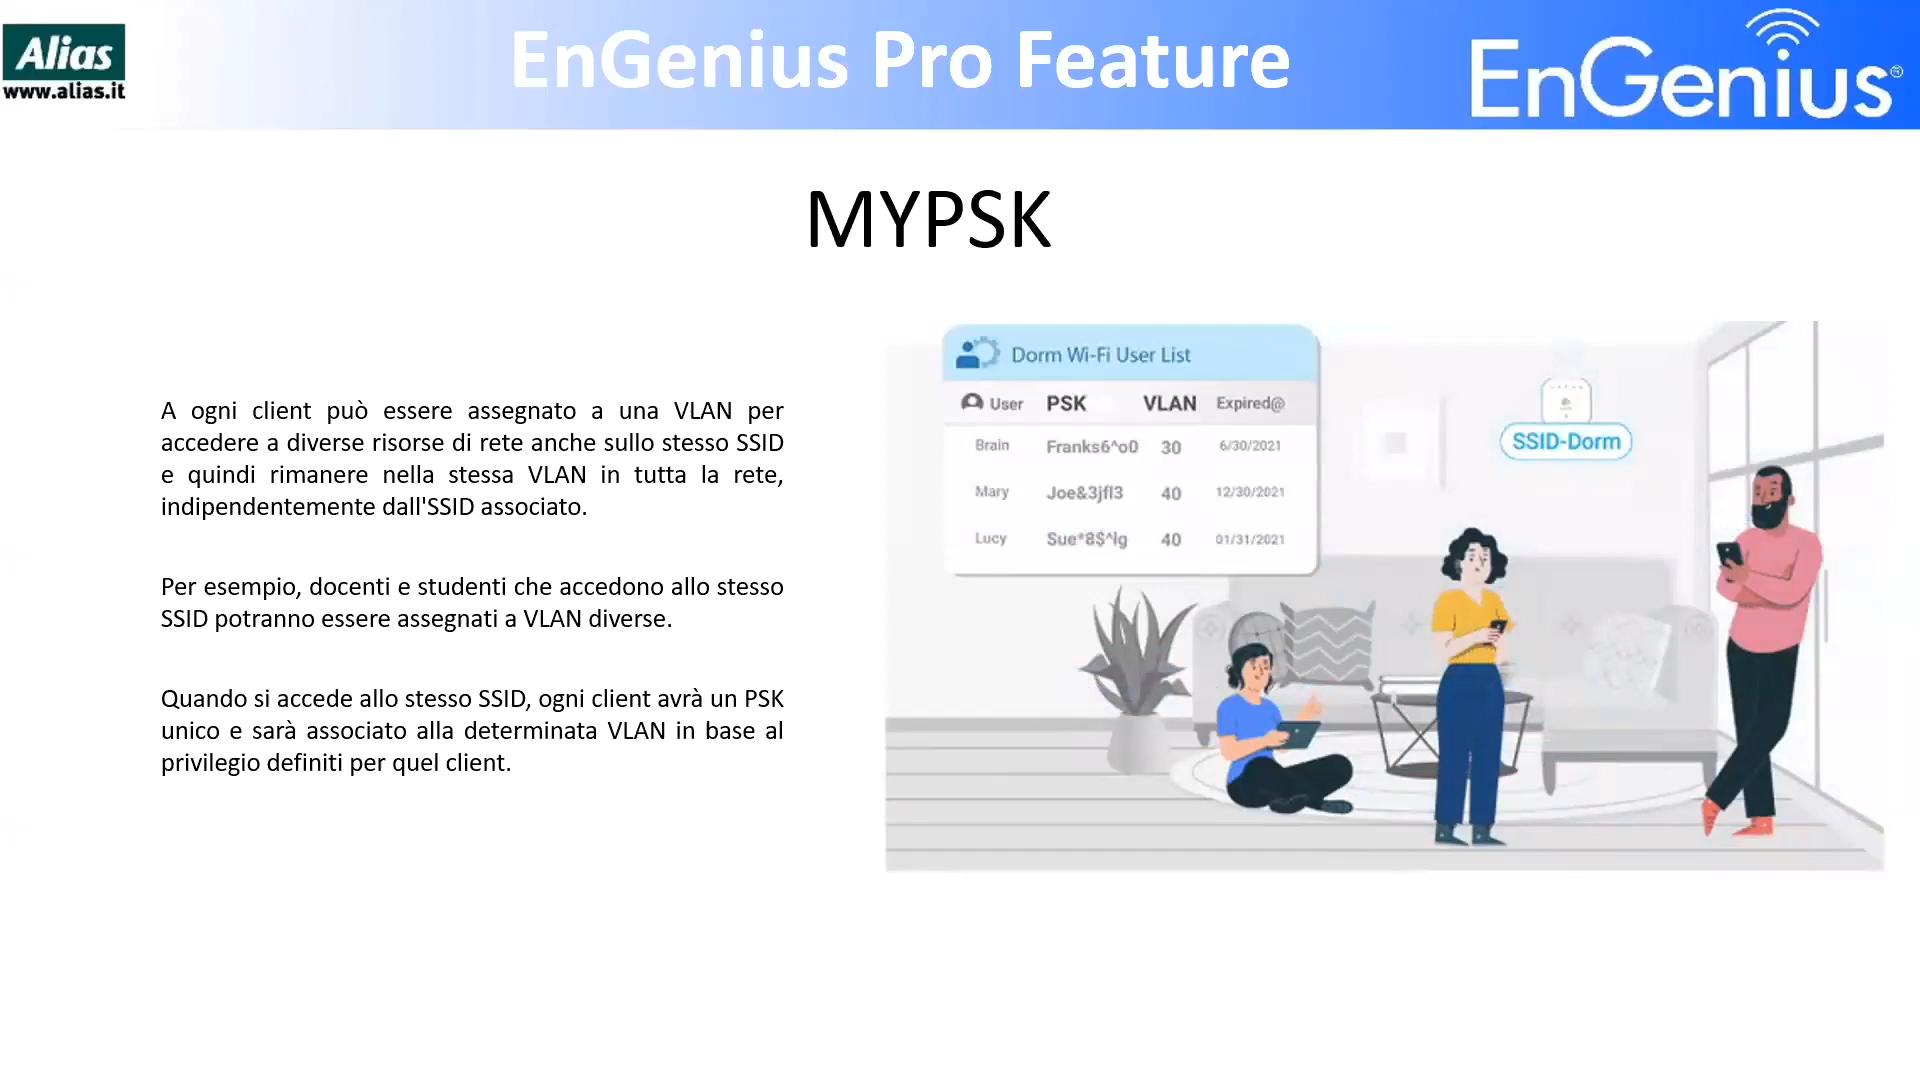 Alias
www.alias.it
EnGenius Pro Feature
EnGenius®
MYPSK
A ogni client può essere assegnato a una VLAN per
accedere a diverse risorse di rete anche sullo stesso SSID
e quindi rimanere nella stessa VLAN in tutta la rete,
indipendentemente dall'SSID associato.
Per esempio, docenti e studenti che accedono allo stesso
SSID potranno essere assegnati a VLAN diverse.
Quando si accede allo stesso SSID, ogni client avrà un PSK
unico e sarà associato alla determinata VLAN in base al
privilegio definiti per quel client.
Dorm Wi-Fi User List
User PSK VLAN Expired@
Brain Franks6^o0 30 6/30/2021
Mary Joe&3jfl3 40 12/30/2021
Lucy Sue*8$^lg 40 01/31/2021
SSID-Dorm